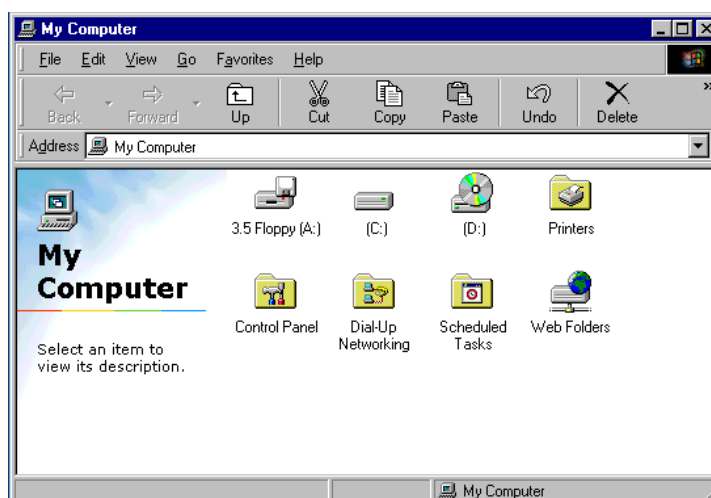 My Computer
File Edit View Go Favorites Help
Back Forward Up Cut Copy Paste Undo Delete »
Address My Computer
3.5 Floppy (A:) (C:) (D:) Printers
My
Computer
Control Panel Dial-Up Networking Scheduled Tasks Web Folders
Select an item to
view its description.
My Computer